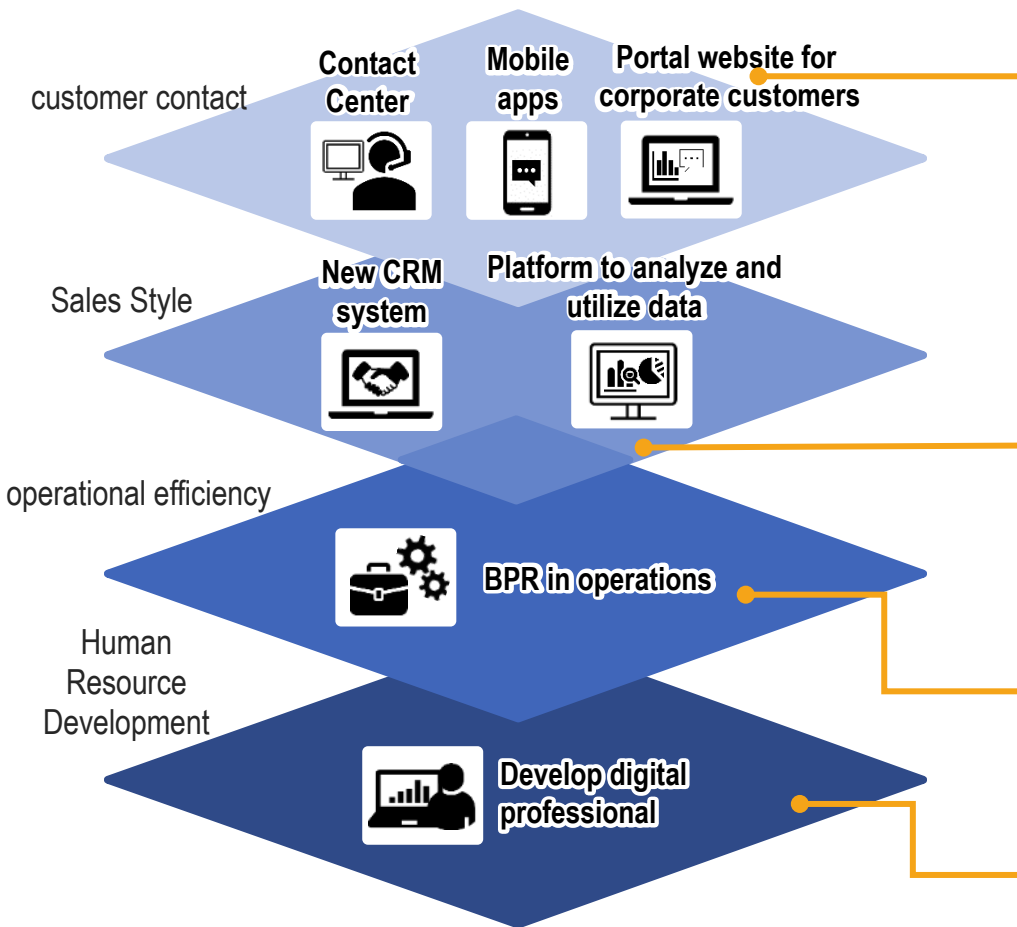 customer contact
Contact
Center
Mobile
apps
Portal website for
corporate customers
Sales Style
New CRM
system
Platform to analyze and
utilize data
operational efficiency
BPR in operations
Human
Resource
Development
Develop digital
professional